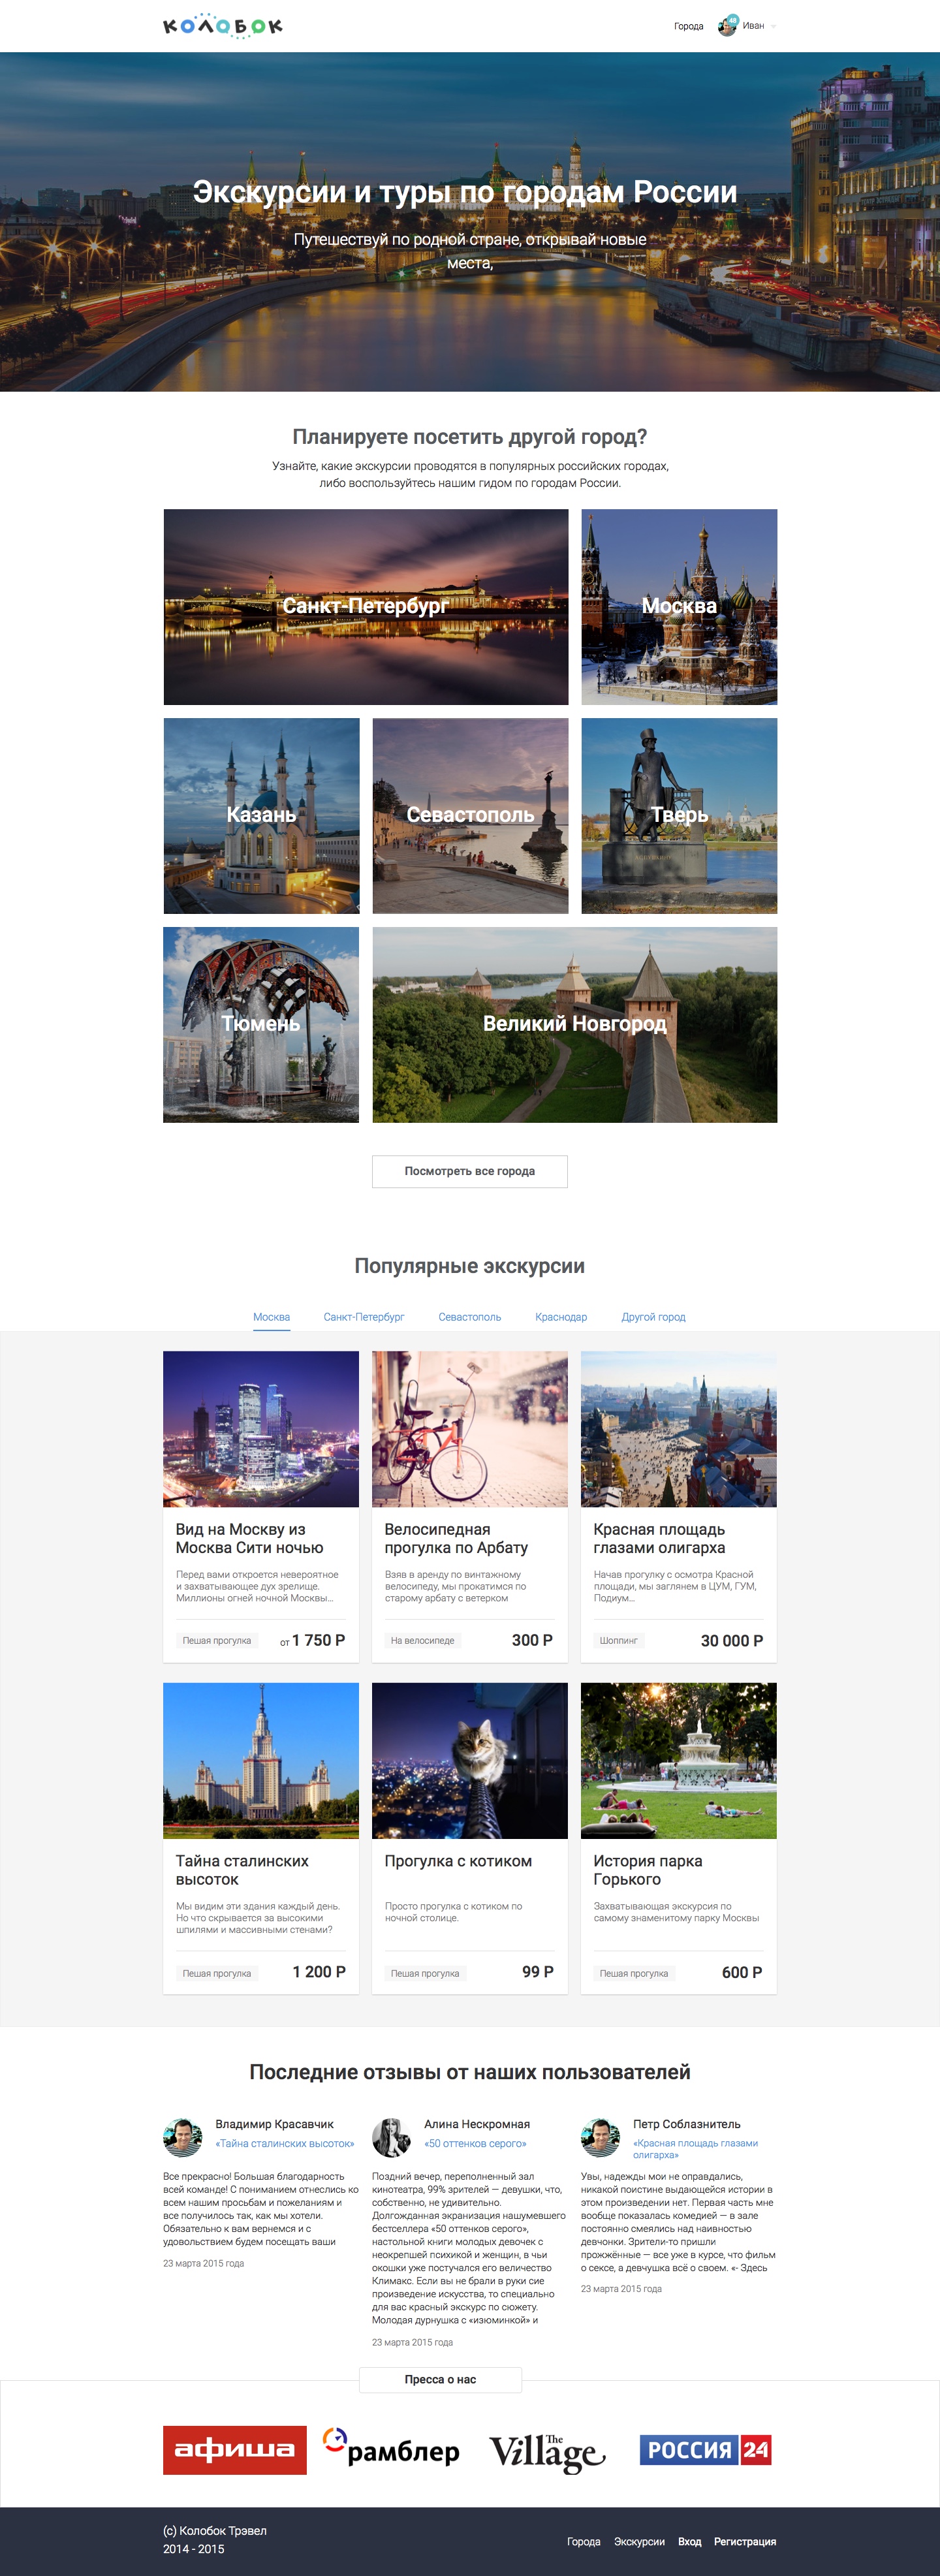 КОЛОБОК
Города
48
Иван
Экскурсии и туры по городам России
Путешествуй по родной стране, открывай новые
места,
Планируете посетить другой город?
Узнайте, какие экскурсии проводятся в популярных российских городах,
либо воспользуйтесь нашим гидом по городам России.
Санкт-Петербург
Москва
Казань
Севастополь
Тверь
Тюмень
Великий Новгород
Посмотреть все города
Популярные экскурсии
Москва
Санкт-Петербург
Севастополь
Краснодар
Другой город
Вид на Москву из
Москва Сити ночью
Перед вами откроется невероятное
и захватывающее дух зрелище.
Миллионы огней ночной Москвы...
Пешая прогулка
от 1 750 Р
Велосипедная
прогулка по Арбату
Взяв в аренду по винтажному
велосипеду, мы прокатимся по
старому арбату с ветерком
На велосипеде
300 Р
Красная площадь
глазами олигарха
Начав прогулку с осмотра Красной
площади, мы заглянем в ЦУМ, ГУМ,
Подиум...
Шоппинг
30 000 Р
Тайна сталинских
высоток
Мы видим эти здания каждый день.
Но что скрывается за высокими
шпилями и массивными стенами?
Пешая прогулка
1 200 Р
Прогулка с котиком
Просто прогулка с котиком по
ночной столице.
Пешая прогулка
99 Р
История парка
Горького
Захватывающая экскурсия по
самому знаменитому парку Москвы
Пешая прогулка
600 Р
Последние отзывы от наших пользователей
Владимир Красавчик
«Тайна сталинских высоток»
Все прекрасно! Большая благодарность
всей команде! С пониманием отнеслись ко
всем нашим просьбам и пожеланиям и
все получилось так, как мы хотели.
Обязательно к вам вернемся и с
удовольствием будем посещать ваши
23 марта 2015 года
Алина Нескромная
«50 оттенков серого»
Поздний вечер, переполненный зал
кинотеатра, 99% зрителей — девушки, что,
собственно, не удивительно.
Долгожданная экранизация нашумевшего
бестселлера «50 оттенков серого»,
настольной книги молодых девочек с
неокрепшей психикой и женщин, в чьи
окошки уже постучался его величество
Климакс. Если вы не брали в руки сие
произведение искусства, то специально
для вас красный экскурс по сюжету.
Молодая дурнушка с «изюминкой» и
23 марта 2015 года
Петр Соблазнитель
«Красная площадь глазами
олигарха»
Увы, надежды мои не оправдались,
никакой поистине выдающейся истории в
этом произведении нет. Первая часть мне
вообще показалась комедией — в зале
постоянно смеялись над наивностью
девчонки. Зрители-то пришли
прожжённые — все уже в курсе, что фильм
о сексе, а девчушка всё о своем. «- Здесь
23 марта 2015 года
Пресса о нас
афиша
рамблер
The Village
РОССИЯ 24
(с) Колобок Трэвел
2014 - 2015
Города
Экскурсии
Вход
Регистрация